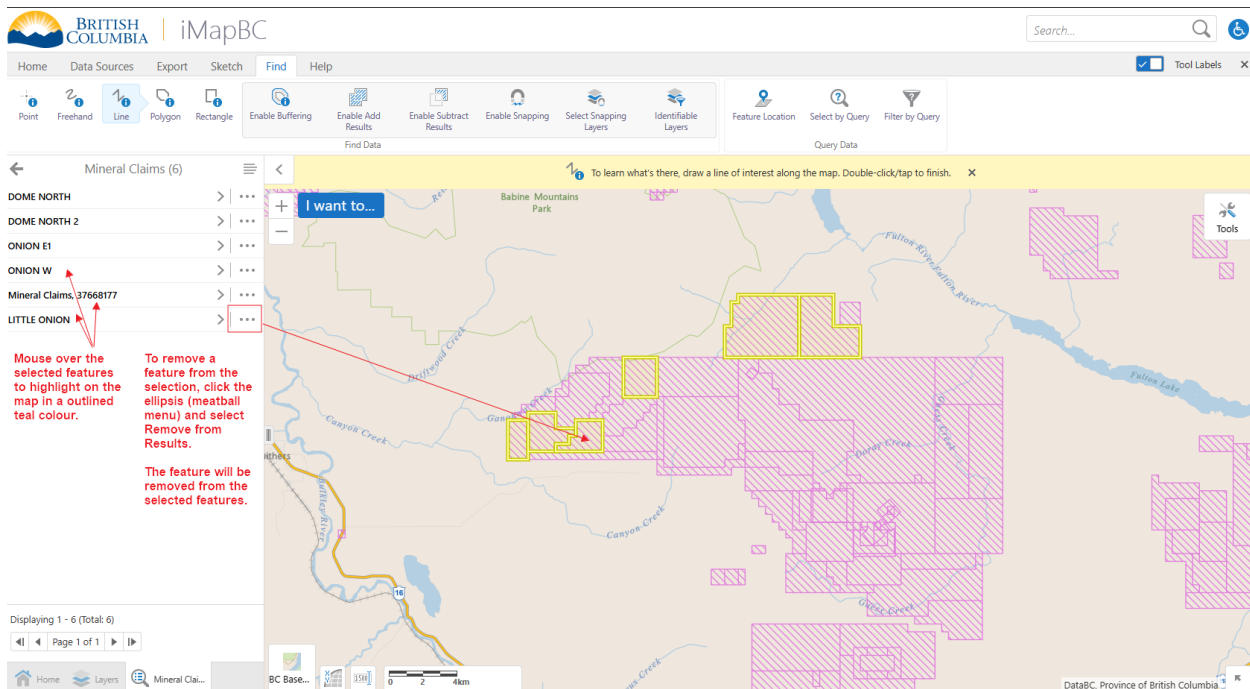 BRITISH
COLUMBIA
iMapBC
Search...
Home
Data Sources
Export
Sketch
Find
Help
Tool Labels
Point
Freehand
Line
Polygon
Rectangle
Enable Buffering
Enable Add
Results
Enable Subtract
Results
Enable Snapping
Select Snapping
Layers
Identifiable
Layers
Feature Location
Select by Query
Filter by Query
Find Data
Query Data
Mineral Claims (6)
To learn what's there, draw a line of interest along the map. Double-click/tap to finish.
DOME NORTH
DOME NORTH 2
ONION E1
ONION W
Mineral Claims, 37668177
LITTLE ONION
Mouse over the
selected features
to highlight on the
map in a outlined
teal colour.
To remove a
feature from the
selection, click the
ellipsis (meatball
menu) and select
Remove from
Results.
The feature will be
removed from the
selected features.
I want to...
Tools
Babine Mountains
Park
Fulton River
Fulton River
Fulton Lake
Driftwood Creek
Canyon Creek
Bulkley River
Canyon Creek
Guess Creek
Guess Creek
16
Displaying 1 - 6 (Total: 6)
Page 1 of 1
Home
Layers
Mineral Clai...
BC Base...
0 2 4km
DataBC, Province of British Columbia